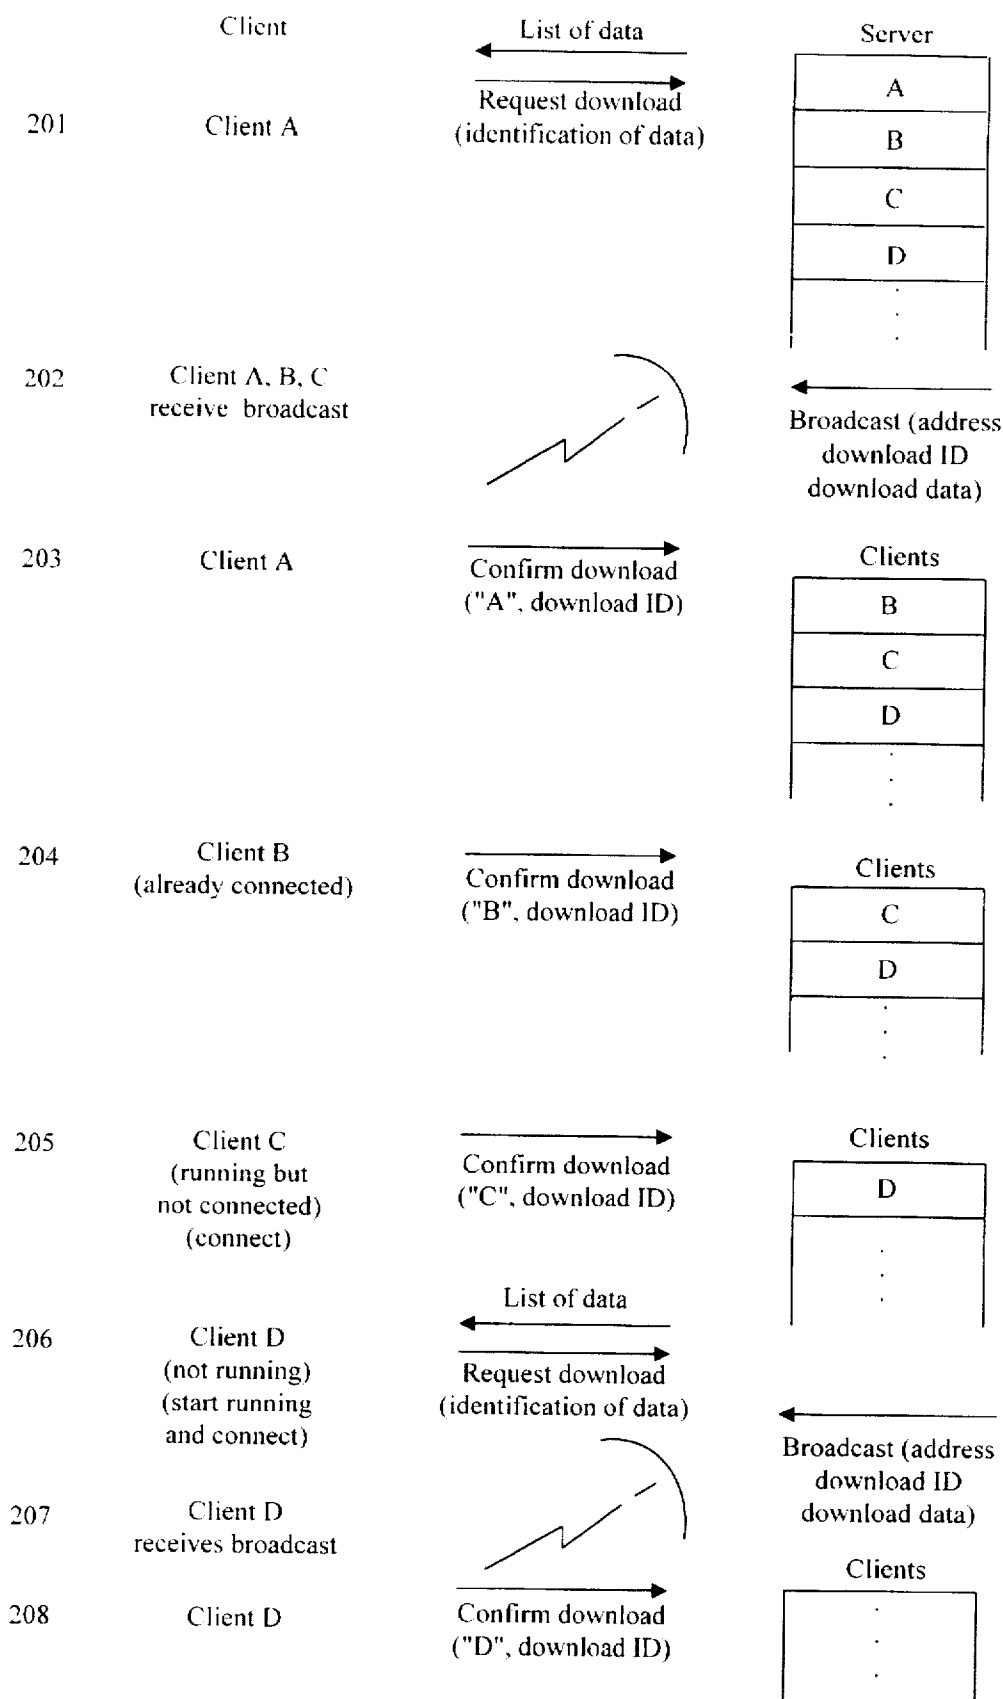 Client
List of data
Server
201
Client A
Request download
(identification of data)
A
B
C
D
202
Client A, B, C
receive broadcast
Broadcast (address
download ID
download data)
203
Client A
Confirm download
("A", download ID)
Clients
B
C
D
204
Client B
(already connected)
Confirm download
("B", download ID)
Clients
C
D
205
Client C
(running but
not connected)
(connect)
Confirm download
("C", download ID)
Clients
D
206
Client D
(not running)
(start running
and connect)
List of data
Request download
(identification of data)
Broadcast (address
download ID
download data)
207
Client D
receives broadcast
208
Client D
Confirm download
("D", download ID)
Clients